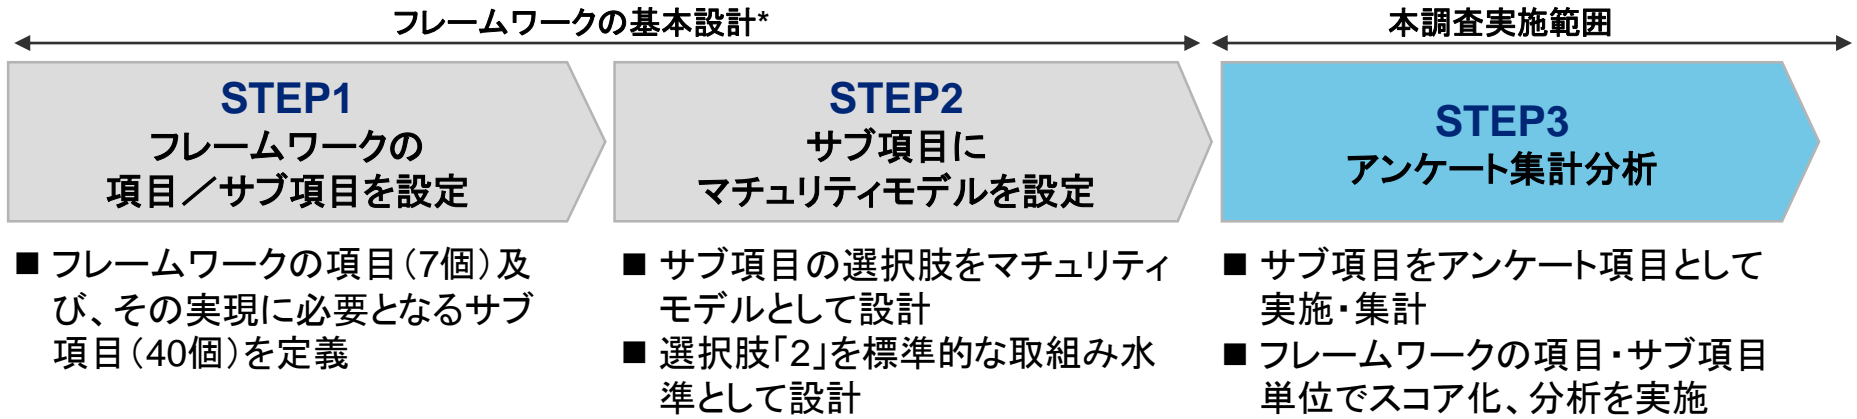 フレームワークの基本設計*
本調査実施範囲
STEP1
フレームワークの
項目／サブ項目を設定
STEP2
サブ項目に
マチュリティモデルを設定
STEP3
アンケート集計分析
■ フレームワークの項目（7個）及
び、その実現に必要となるサブ
項目（40個）を定義
■ サブ項目の選択肢をマチュリティ
モデルとして設計
■ 選択肢「2」を標準的な取組み水
準として設計
■ サブ項目をアンケート項目として
実施・集計
■ フレームワークの項目・サブ項目
単位でスコア化、分析を実施